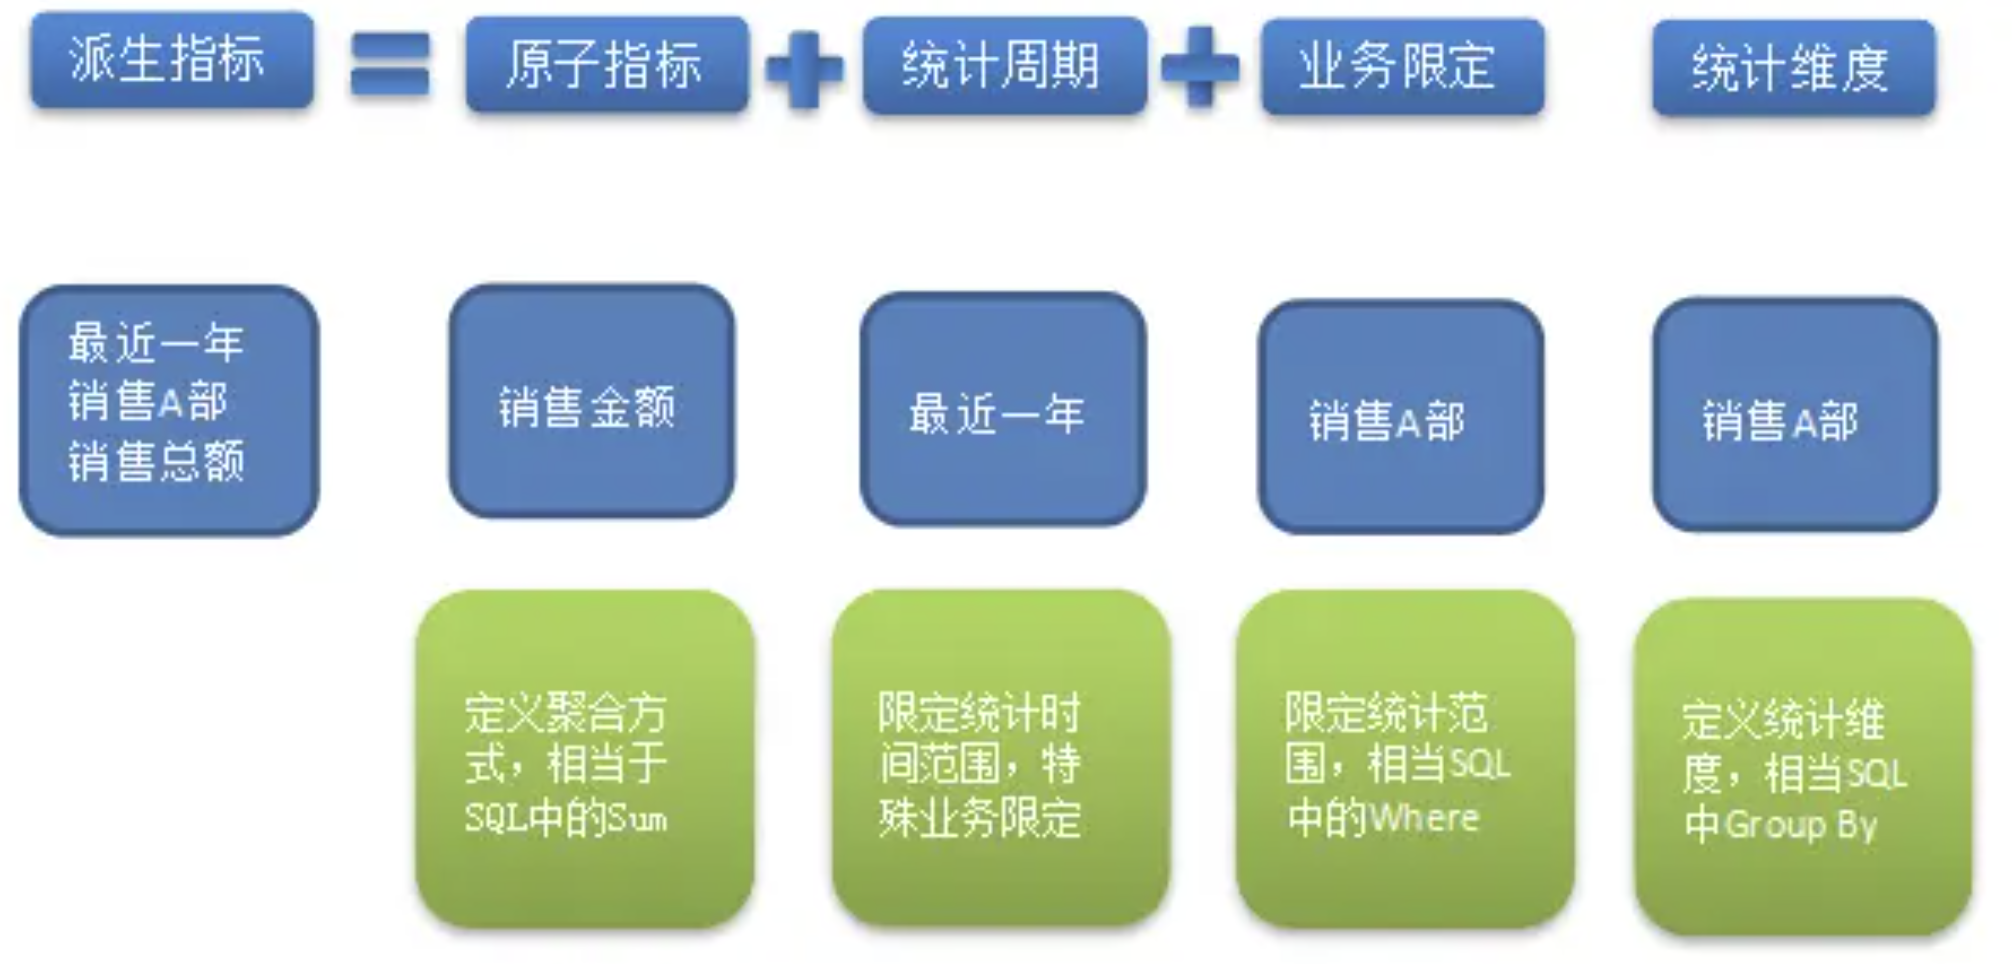 派生指标
原子指标
统计周期
业务限定
统计维度
最近一年
销售A部
销售总额
销售金额
最近一年
销售A部
销售A部
定义聚合方
式，相当于
SQL中的Sum
限定统计时
间范围，特
殊业务限定
限定统计范
围，相当SQL
中的Where
定义统计维
度，相当SQL
中Group By